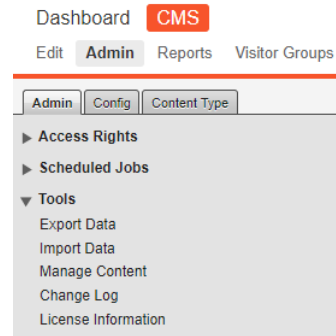 Dashboard CMS
Edit Admin Reports Visitor Groups
Admin Config Content Type
Access Rights
Scheduled Jobs
Tools
Export Data
Import Data
Manage Content
Change Log
License Information